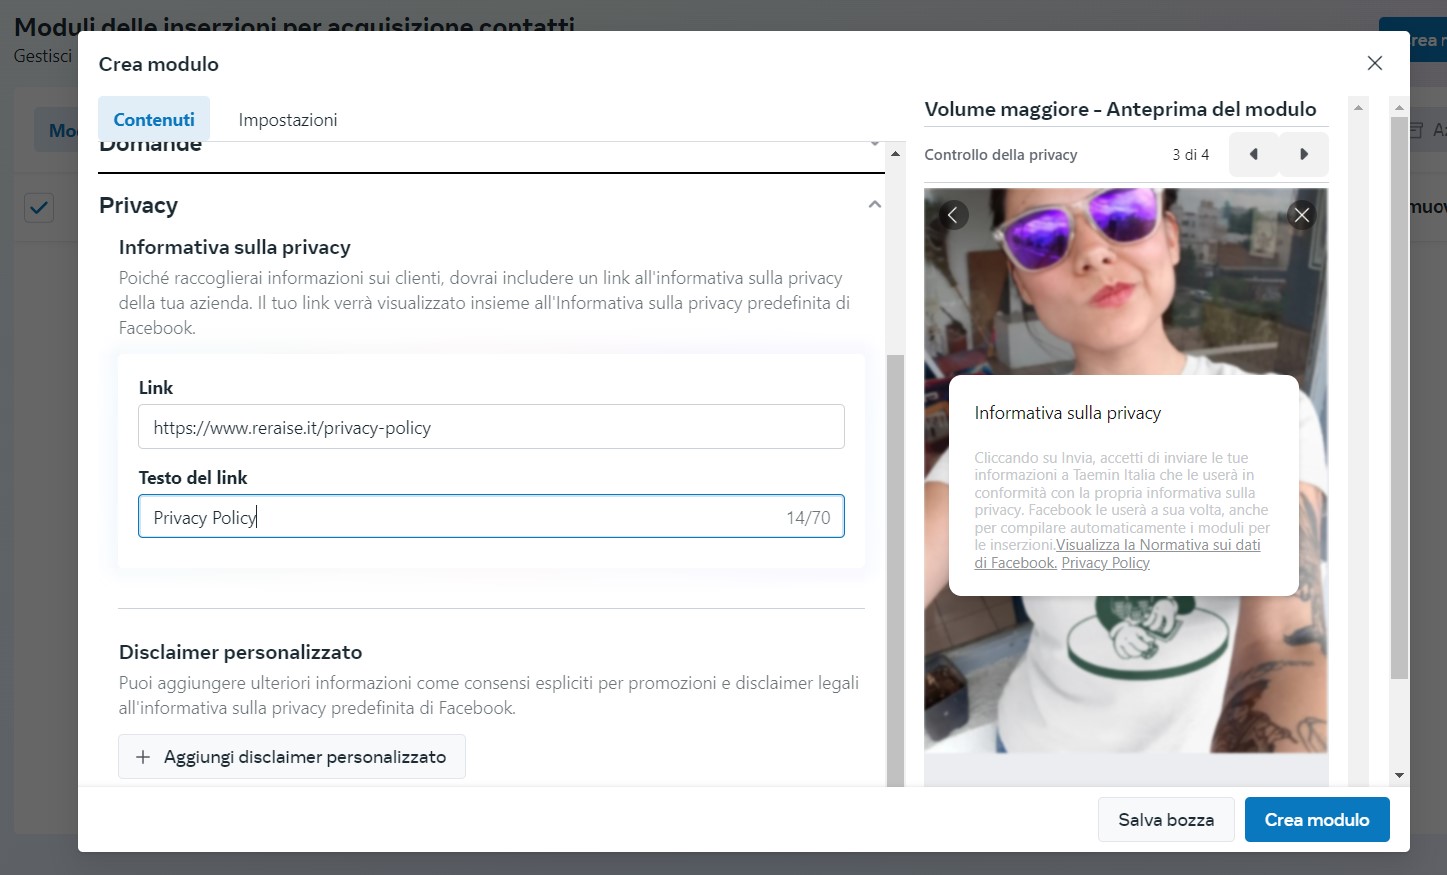 Moduli delle inserzioni per acquisizione contatti
Gestisci
Crea modulo
Contenuti
Impostazioni
Domande
Privacy
Informativa sulla privacy
Poiché raccoglierai informazioni sui clienti, dovrai includere un link all'informativa sulla privacy
della tua azienda. Il tuo link verrà visualizzato insieme all'Informativa sulla privacy predefinita di
Facebook.
Link
https://www.reraise.it/privacy-policy
Testo del link
Privacy Policy
14/70
Disclaimer personalizzato
Puoi aggiungere ulteriori informazioni come consensi espliciti per promozioni e disclaimer legali
all'informativa sulla privacy predefinita di Facebook.
+ Aggiungi disclaimer personalizzato
Volume maggiore - Anteprima del modulo
Controllo della privacy
3 di 4
Informativa sulla privacy
Cliccando su Invia, accetti di inviare le tue
informazioni a Taemin Italia che le userà in
conformità con la propria informativa sulla
privacy. Facebook le userà a sua volta, anche
per compilare automaticamente i moduli per
le inserzioni.Visualizza la Normativa sui dati
di Facebook. Privacy Policy
Salva bozza
Crea modulo